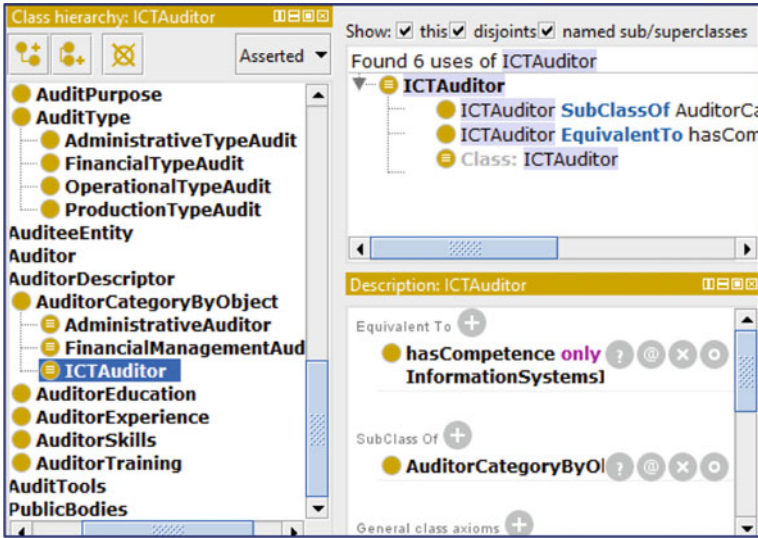 Class hierarchy: ICTAuditor
Asserted
AuditPurpose
AuditType
AdministrativeTypeAudit
FinancialTypeAudit
OperationalTypeAudit
ProductionTypeAudit
AuditeeEntity
Auditor
AuditorDescriptor
AuditorCategoryByObject
AdministrativeAuditor
FinancialManagementAud
ICTAuditor
AuditorEducation
AuditorExperience
AuditorSkills
AuditorTraining
AuditTools
PublicBodies
Show: this disjoints named sub/superclasses
Found 6 uses of ICTAuditor
ICTAuditor
ICTAuditor SubClassOf AuditorCa
ICTAuditor EquivalentTo hasCom
Class: ICTAuditor
Description: ICTAuditor
Equivalent To
hasCompetence only
InformationSystems
SubClass Of
AuditorCategoryByO
General class axioms